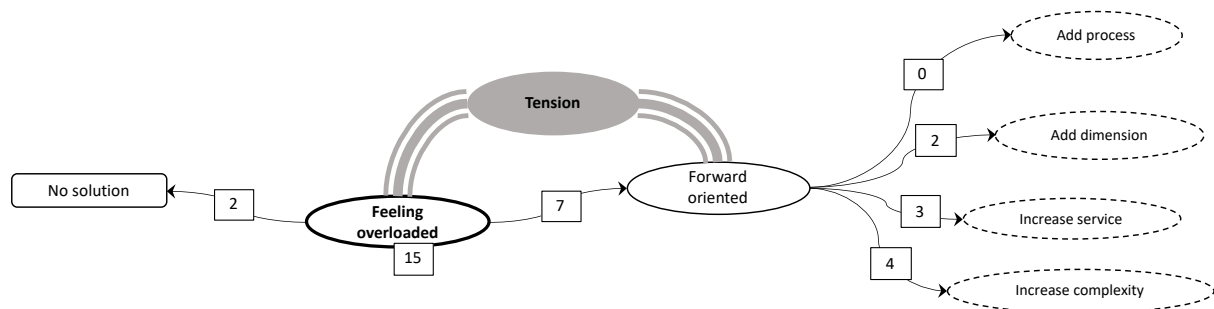 Add process
0
Tension
Add dimension
2
Forward
oriented
No solution
2
7
Feeling
overloaded
15
3
Increase service
4
Increase complexity